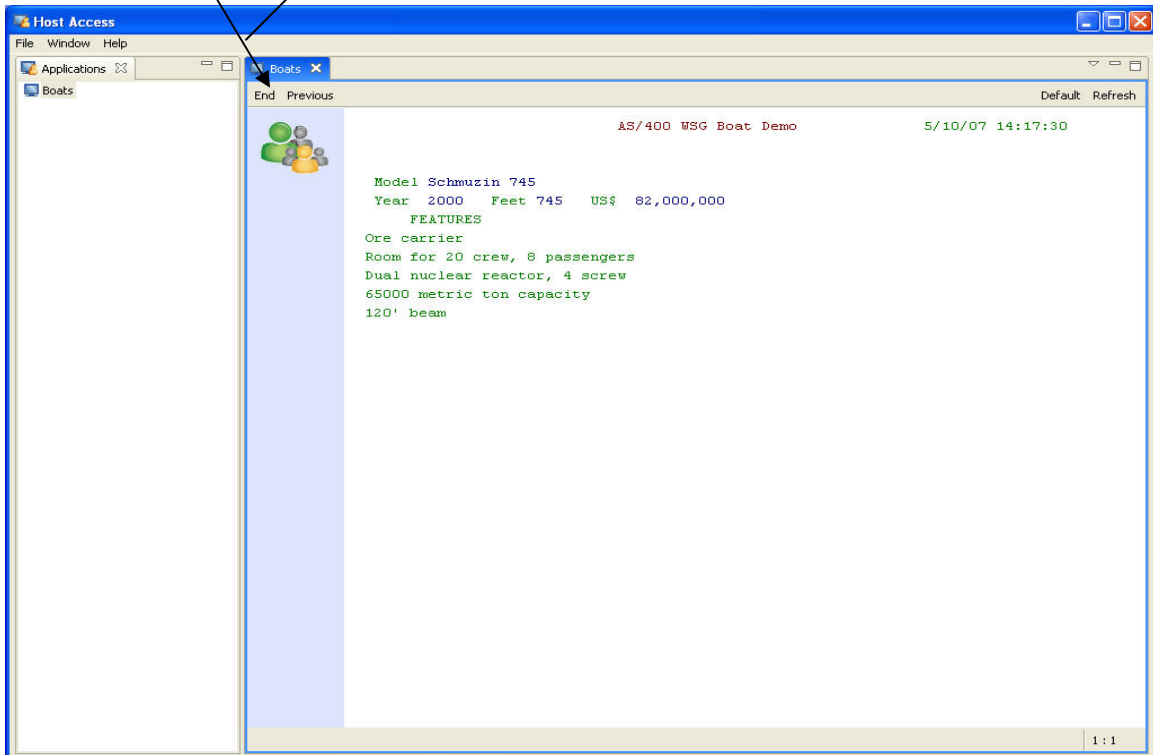 Host Access
File Window Help
Applications
Boats
Boats
End Previous Default Refresh
AS/400 WSG Boat Demo 5/10/07 14:17:30
Model Schmuzin 745
Year 2000 Feet 745 US$ 82,000,000
FEATURES
Ore carrier
Room for 20 crew, 8 passengers
Dual nuclear reactor, 4 screw
65000 metric ton capacity
120' beam
1:1